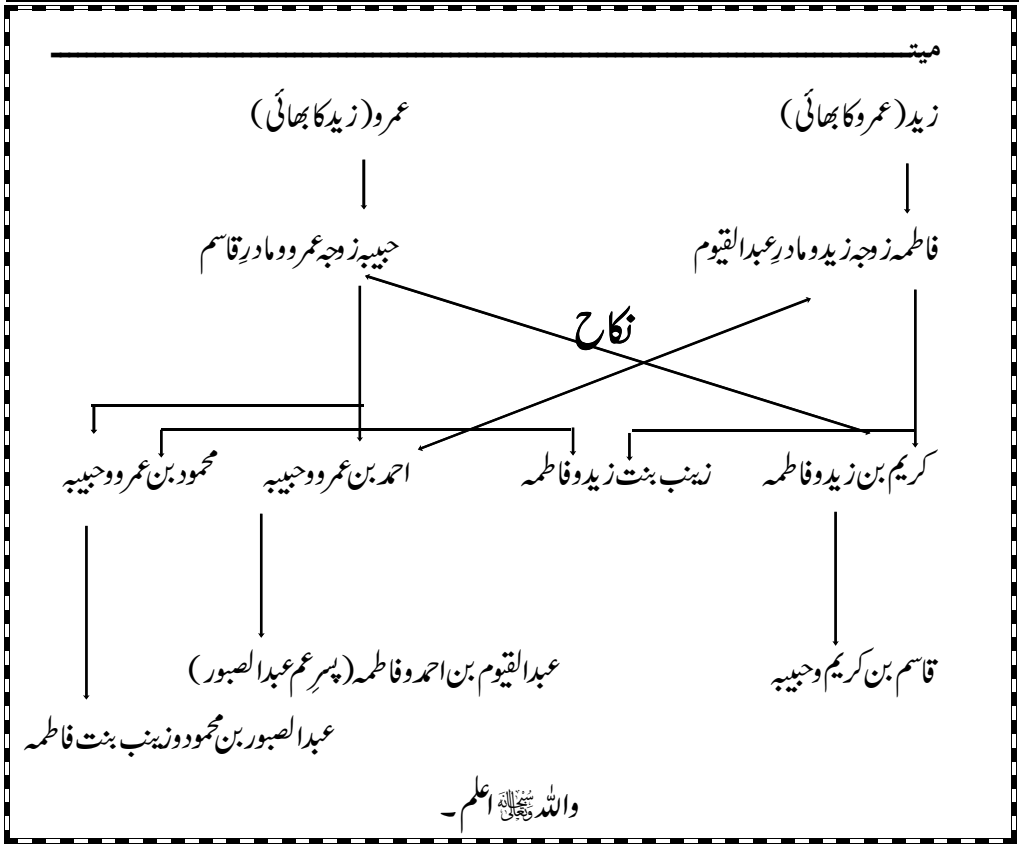 میت
زید (عمرو کا بھائی) عمرو (زید کا بھائی)
فاطمہ زوجہ زید و مادرِ عبدالقیوم حبیبہ زوجہ عمرو و مادرِ قاسم
نکاح
کریم بن زید و فاطمہ زینب بنت زید و فاطمہ احمد بن عمرو و حبیبہ محمود بن عمرو و حبیبہ
قاسم بن کریم و حبیبہ عبدالقیوم بن احمد و فاطمہ (پسرِ عم عبدالصبور)
عبدالصبور بن محمود و زینب بنت فاطمہ
واللہ سبحانہ وتعالیٰ اعلم۔